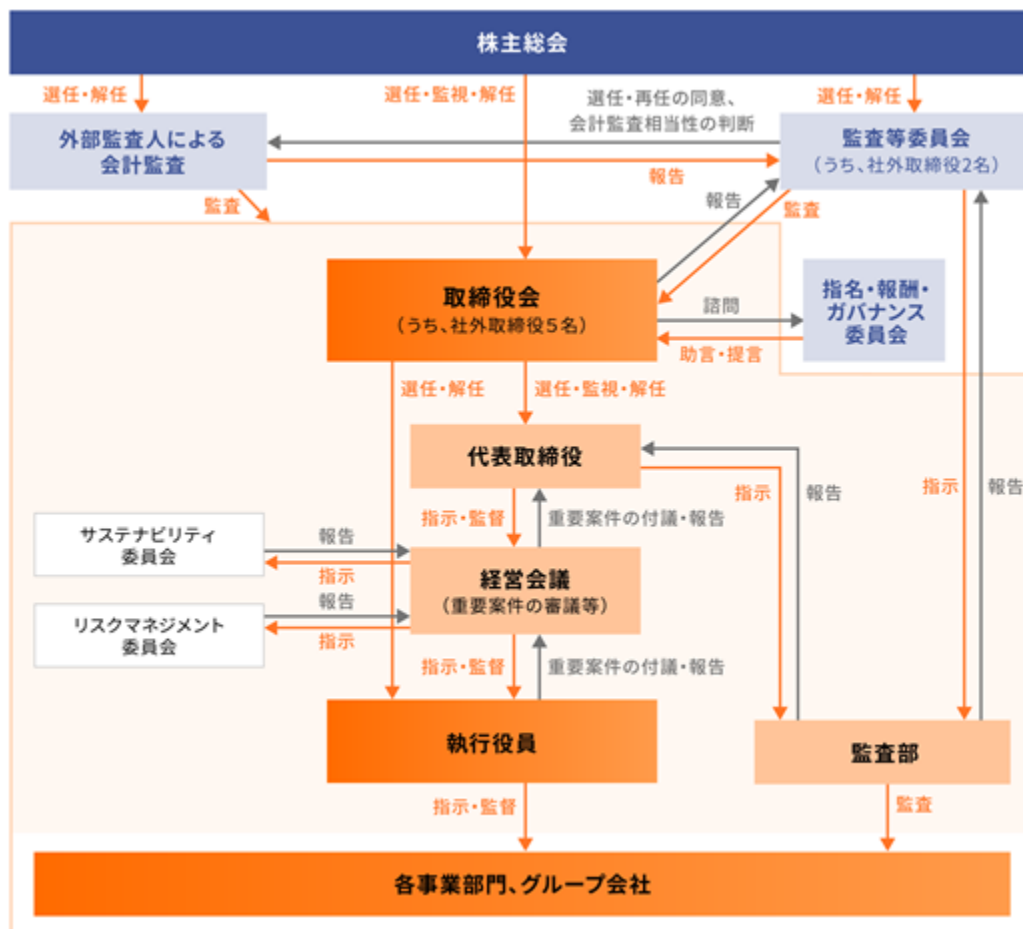 株主総会
選任・解任
選任・監視・解任
選任・再任の同意、
会計監査相当性の判断
選任・解任
外部監査人による
会計監査
監査等委員会
（うち、社外取締役2名）
報告
監査
報告
監査
取締役会
（うち、社外取締役5名）
諮問
助言・提言
指名・報酬・
ガバナンス
委員会
選任・解任
選任・監視・解任
代表取締役
指示
報告
指示
報告
指示・監督
重要案件の付議・報告
サステナビリティ
委員会
報告
指示
経営会議
（重要案件の審議等）
リスクマネジメント
委員会
報告
指示
指示・監督
重要案件の付議・報告
執行役員
監査部
指示・監督
監査
各事業部門、グループ会社